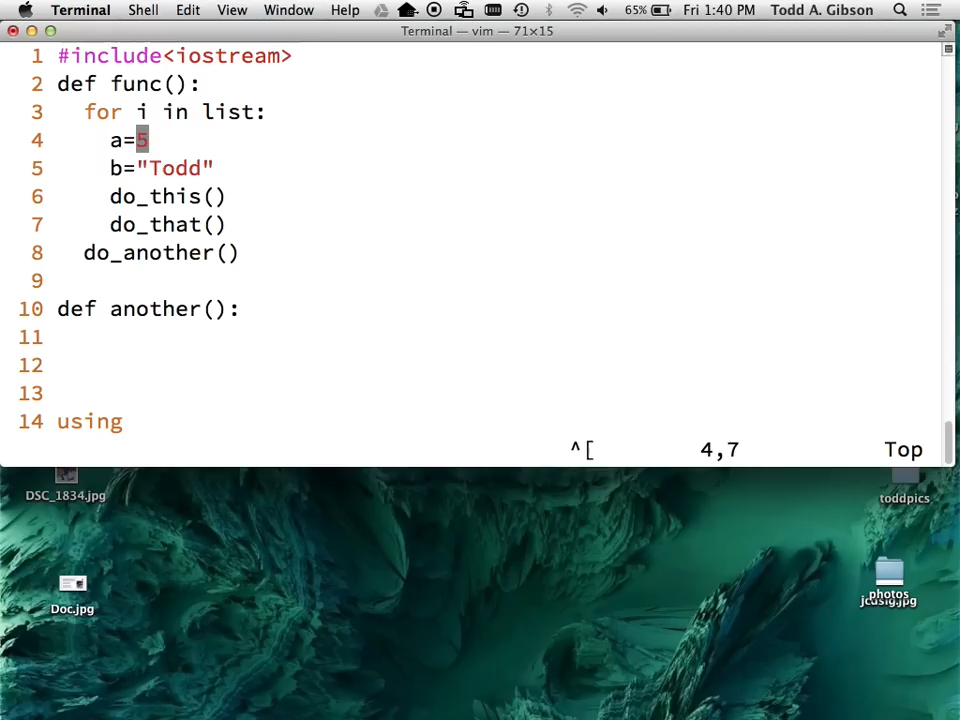 Terminal Shell Edit View Window Help 65% Fri 1:40 PM Todd A. Gibson
Terminal — vim — 71×15
1 #include<iostream>
2 def func():
3   for i in list:
4     a=5
5     b="Todd"
6     do_this()
7     do_that()
8   do_another()
9
10 def another():
11
12
13
14 using
^[ 4,7 Top
DSC_1834.jpg
toddpics
Doc.jpg
photos